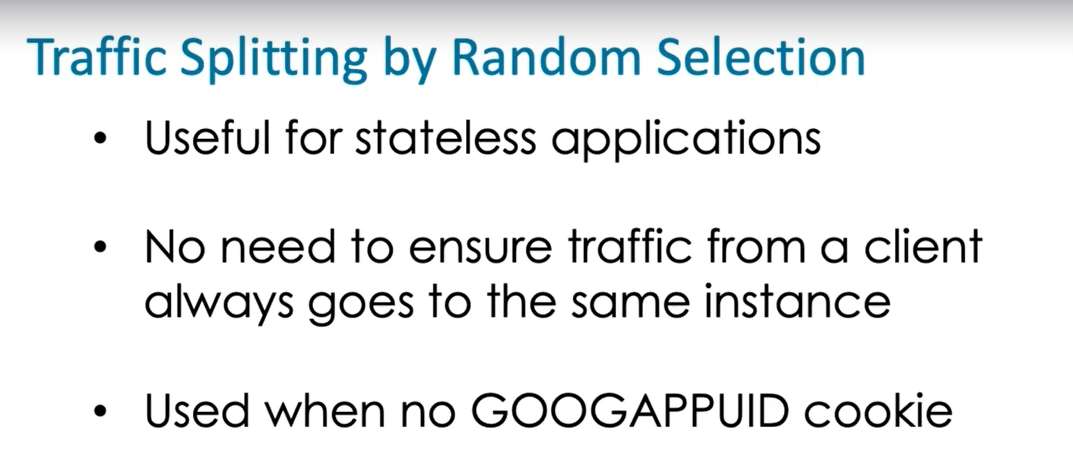 Traffic Splitting by Random Selection
• Useful for stateless applications
• No need to ensure traffic from a client
always goes to the same instance
• Used when no GOOGAPPUID cookie